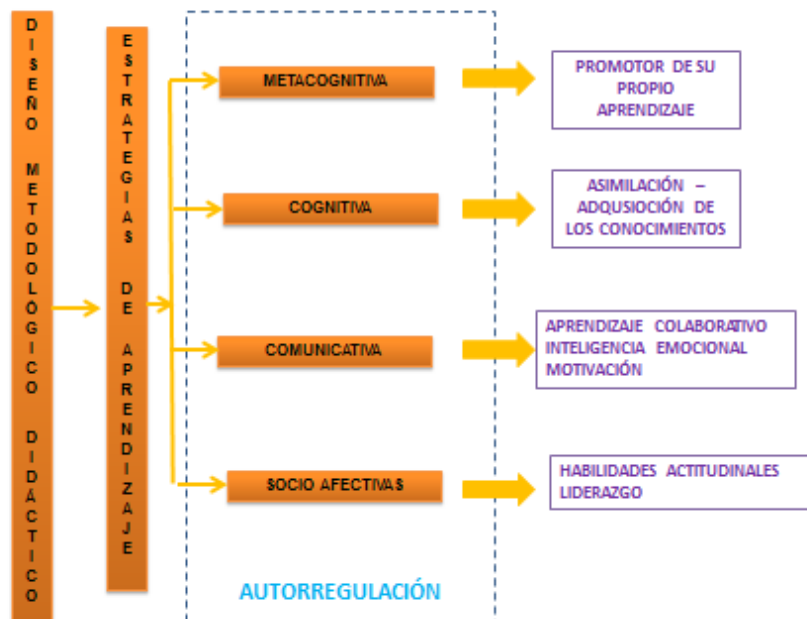 DISEÑO METODOLÓGICO DIDÁCTICO
ESTRATEGIAS DE APRENDIZAJE
METACOGNITIVA
PROMOTOR DE SU
PROPIO
APRENDIZAJE
COGNITIVA
ASIMILACIÓN –
ADQUSIOCIÓN DE
LOS CONOCIMIENTOS
COMUNICATIVA
APRENDIZAJE COLABORATIVO
INTELIGENCIA EMOCIONAL
MOTIVACIÓN
SOCIO AFECTIVAS
HABILIDADES ACTITUDINALES
LIDERAZGO
AUTORREGULACIÓN